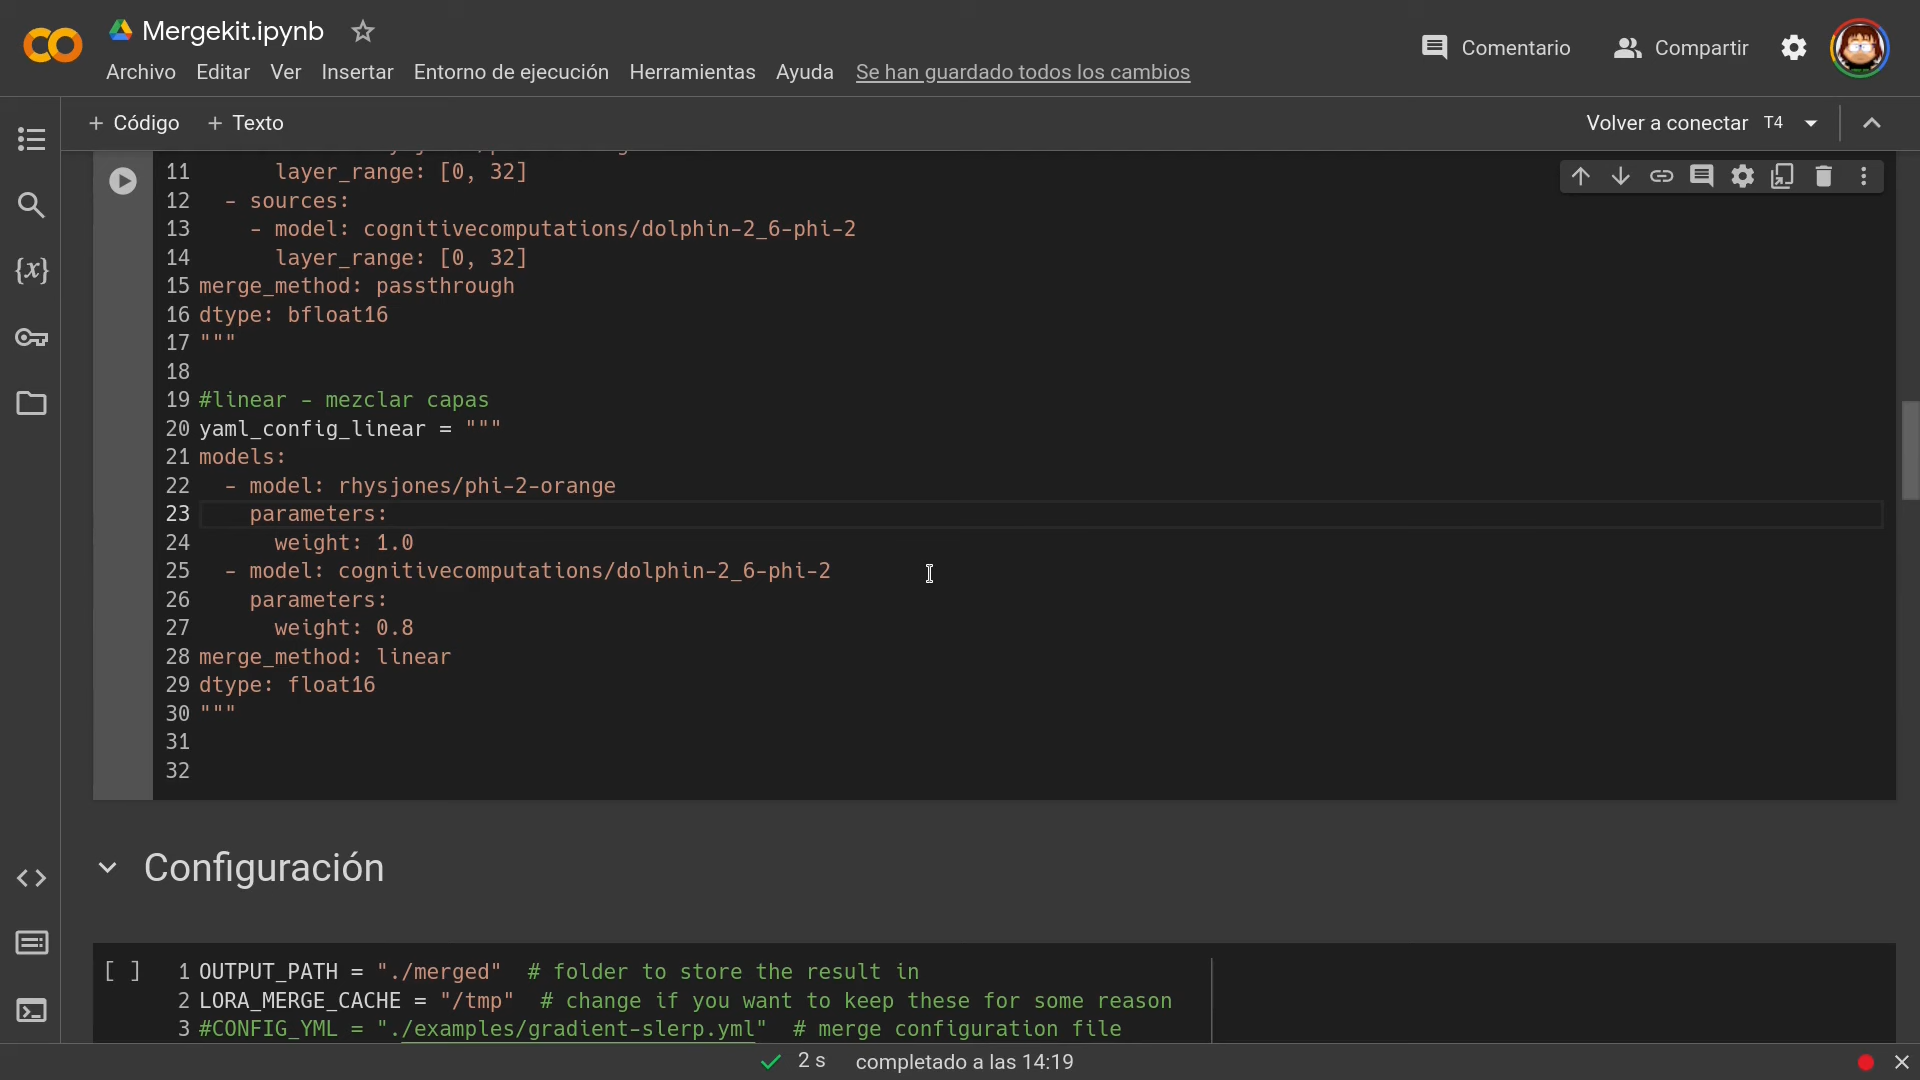 Mergekit.ipynb
Archivo Editar Ver Insertar Entorno de ejecución Herramientas Ayuda Se han guardado todos los cambios
Comentario Compartir
+ Código + Texto
Volver a conectar T4
11       layer_range: [0, 32]
12   - sources:
13     - model: cognitivecomputations/dolphin-2_6-phi-2
14       layer_range: [0, 32]
15 merge_method: passthrough
16 dtype: bfloat16
17 """
18
19 #linear - mezclar capas
20 yaml_config_linear = """
21 models:
22   - model: rhysjones/phi-2-orange
23     parameters:
24       weight: 1.0
25   - model: cognitivecomputations/dolphin-2_6-phi-2
26     parameters:
27       weight: 0.8
28 merge_method: linear
29 dtype: float16
30 """
31
32
Configuración
[ ] 1 OUTPUT_PATH = "./merged"  # folder to store the result in
2 LORA_MERGE_CACHE = "/tmp"  # change if you want to keep these for some reason
3 #CONFIG_YML = "./examples/gradient-slerp.yml"  # merge configuration file
2 s completado a las 14:19